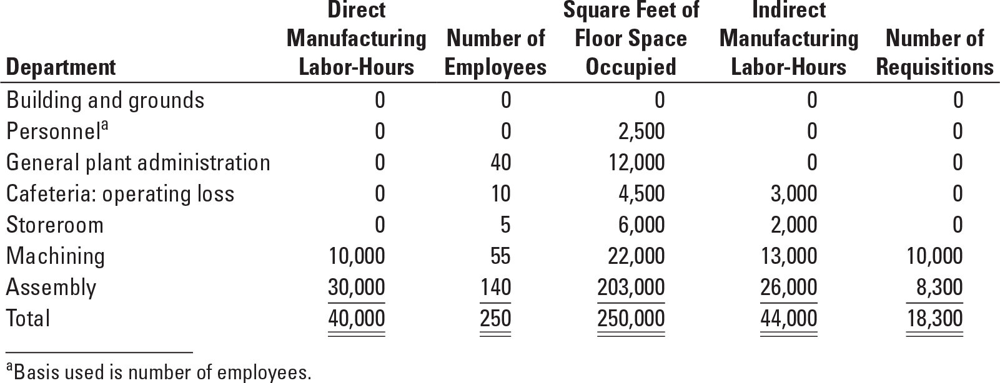 Direct Square Feet of Indirect
Manufacturing Number of Floor Space Manufacturing Number of
Department Labor-Hours Employees Occupied Labor-Hours Requisitions
Building and grounds 0 0 0 0 0
Personnelᵃ 0 0 2,500 0 0
General plant administration 0 40 12,000 0 0
Cafeteria: operating loss 0 10 4,500 3,000 0
Storeroom 0 5 6,000 2,000 0
Machining 10,000 55 22,000 13,000 10,000
Assembly 30,000 140 203,000 26,000 8,300
Total 40,000 250 250,000 44,000 18,300
ᵃBasis used is number of employees.